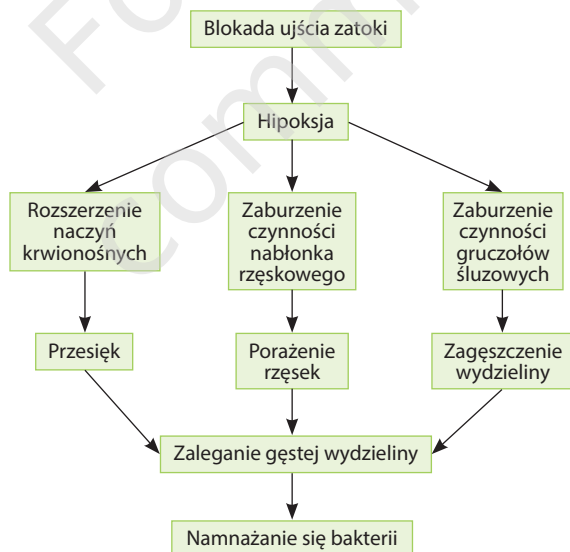 Blokada ujścia zatoki
Hipoksja
Rozszerzenie
naczyń
krwionośnych
Zaburzenie
czynności
nabłonka
rzęskowego
Zaburzenie
czynności
gruczołów
śluzowych
Przesięk
Porażenie
rzęsek
Zagęszczenie
wydzieliny
Zaleganie gęstej wydzieliny
Namnażanie się bakterii